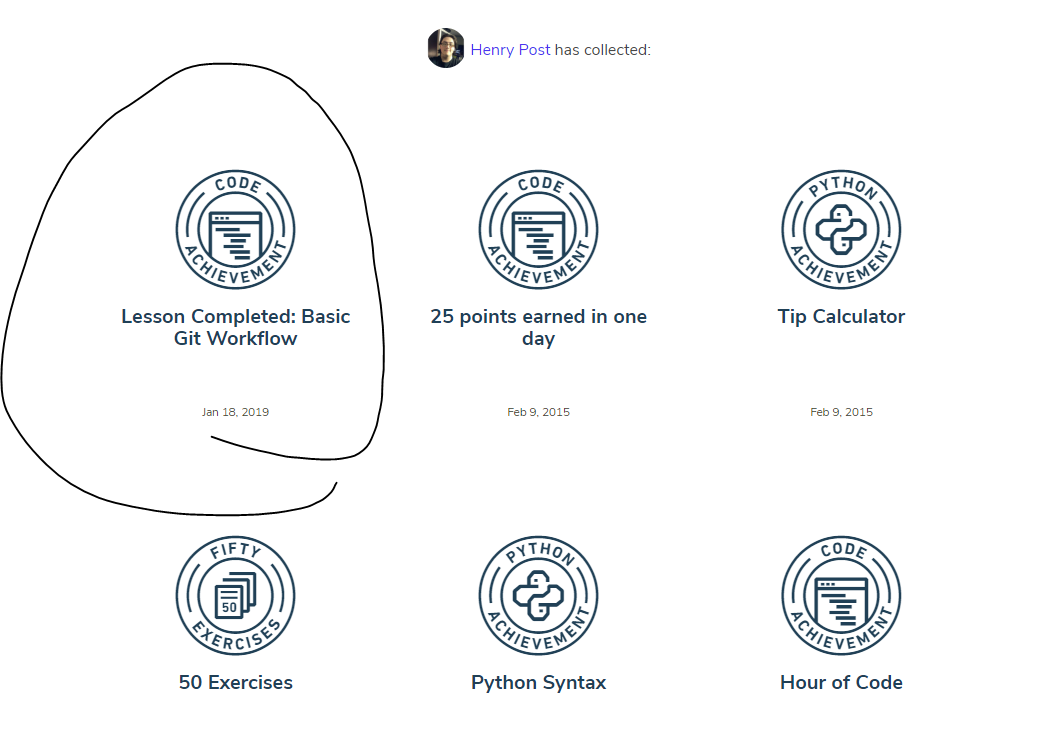 Henry Post has collected:
CODE ACHIEVEMENT
CODE ACHIEVEMENT
PYTHON ACHIEVEMENT
Lesson Completed: Basic
Git Workflow
25 points earned in one
day
Tip Calculator
Jan 18, 2019
Feb 9, 2015
Feb 9, 2015
FIFTY EXERCISES
50
PYTHON ACHIEVEMENT
CODE ACHIEVEMENT
50 Exercises
Python Syntax
Hour of Code